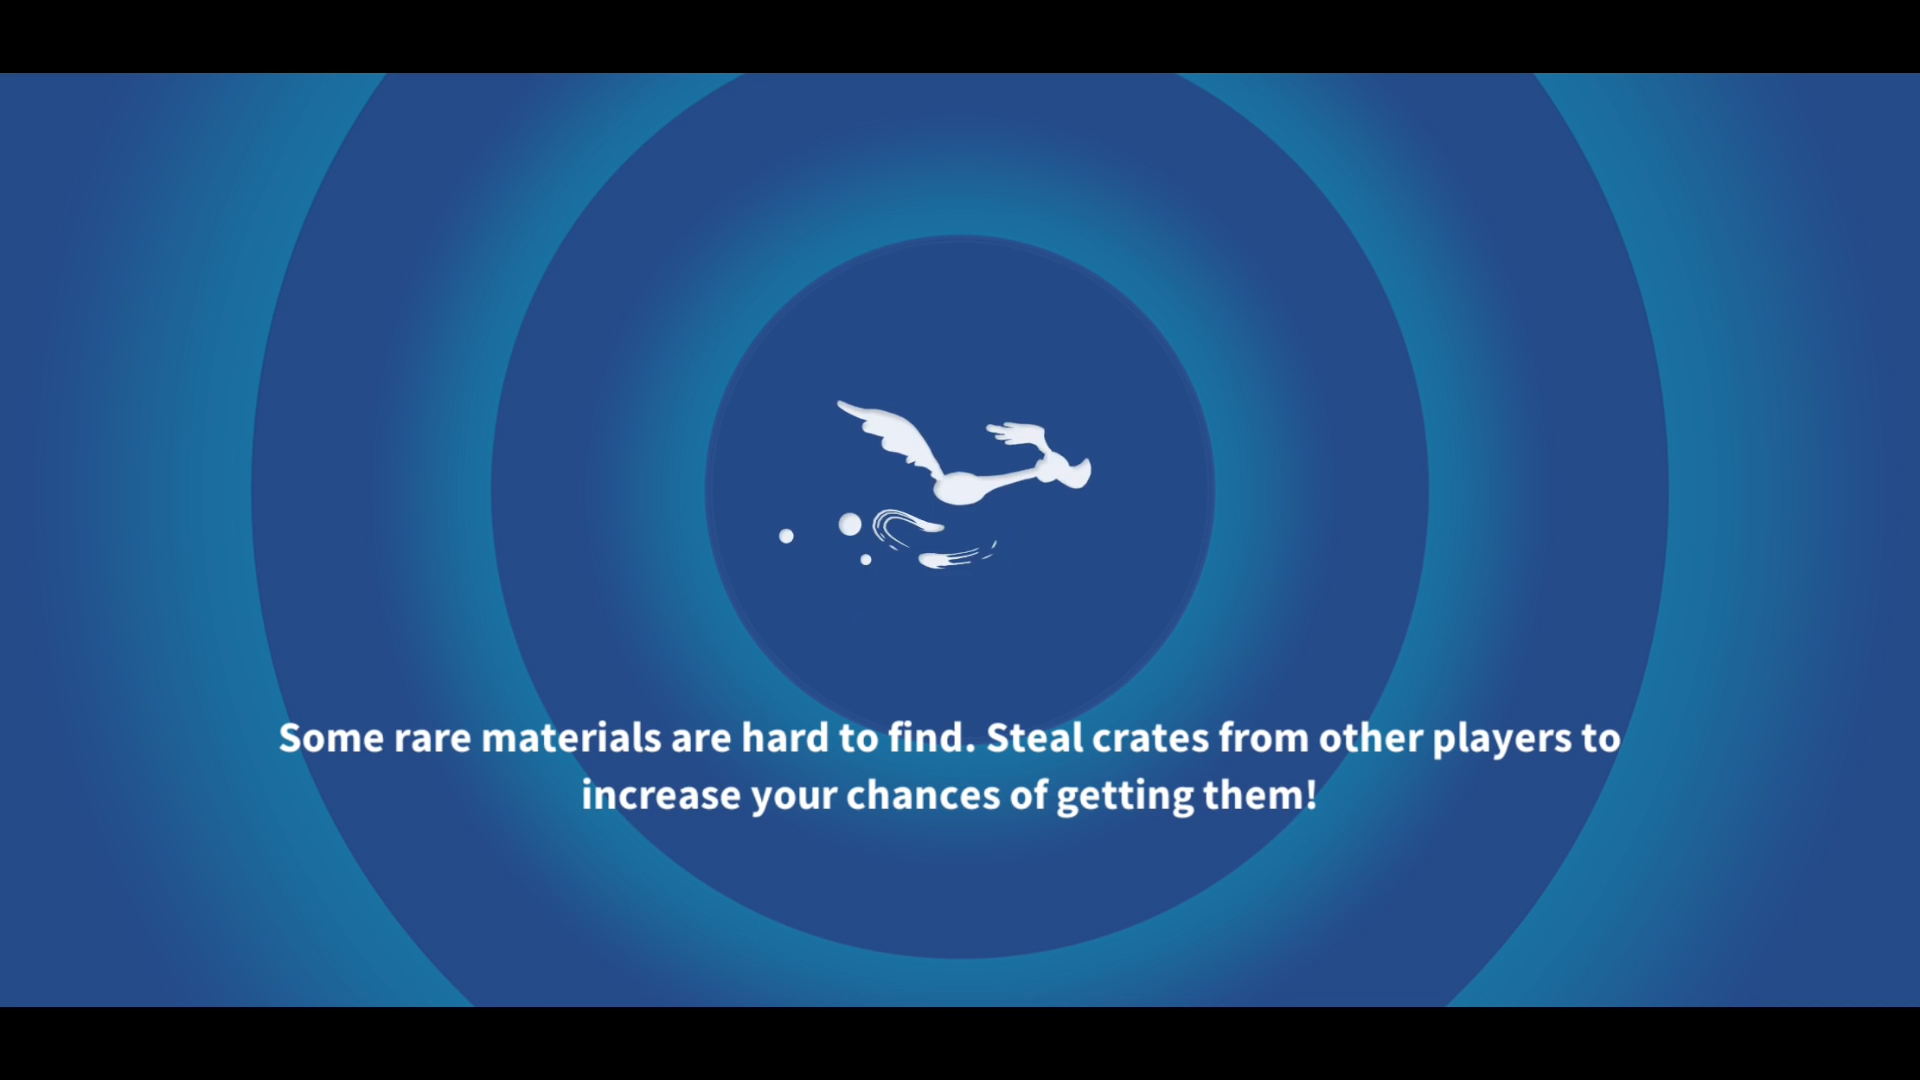 Some rare materials are hard to find. Steal crates from other players to
increase your chances of getting them!